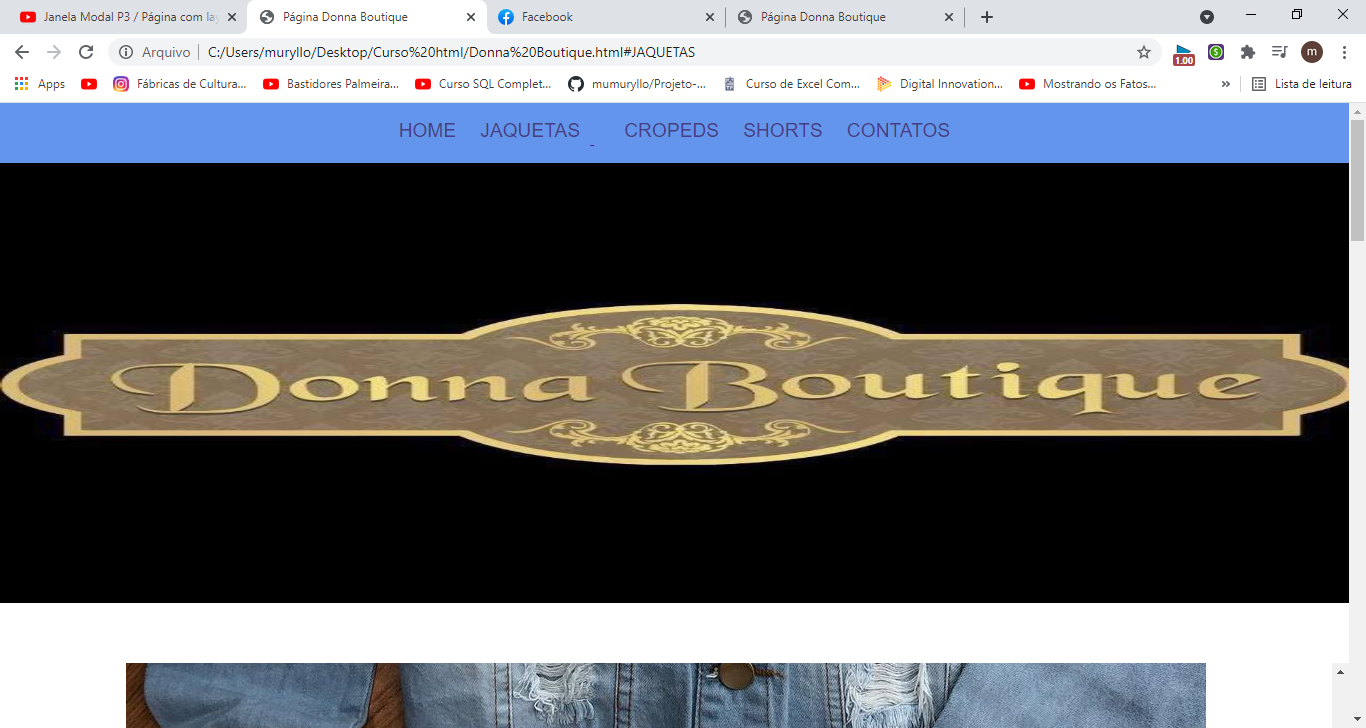 Janela Modal P3 / Página com la
Página Donna Boutique
Facebook
Página Donna Boutique
Arquivo | C:/Users/muryllo/Desktop/Curso%20html/Donna%20Boutique.html#JAQUETAS
1.00
m
Apps
Fábricas de Cultura...
Bastidores Palmeira...
Curso SQL Complet...
mumuryllo/Projeto-...
Curso de Excel Com...
Digital Innovation...
Mostrando os Fatos...
»
Lista de leitura
HOME JAQUETAS CROPEDS SHORTS CONTATOS
Donna Boutique